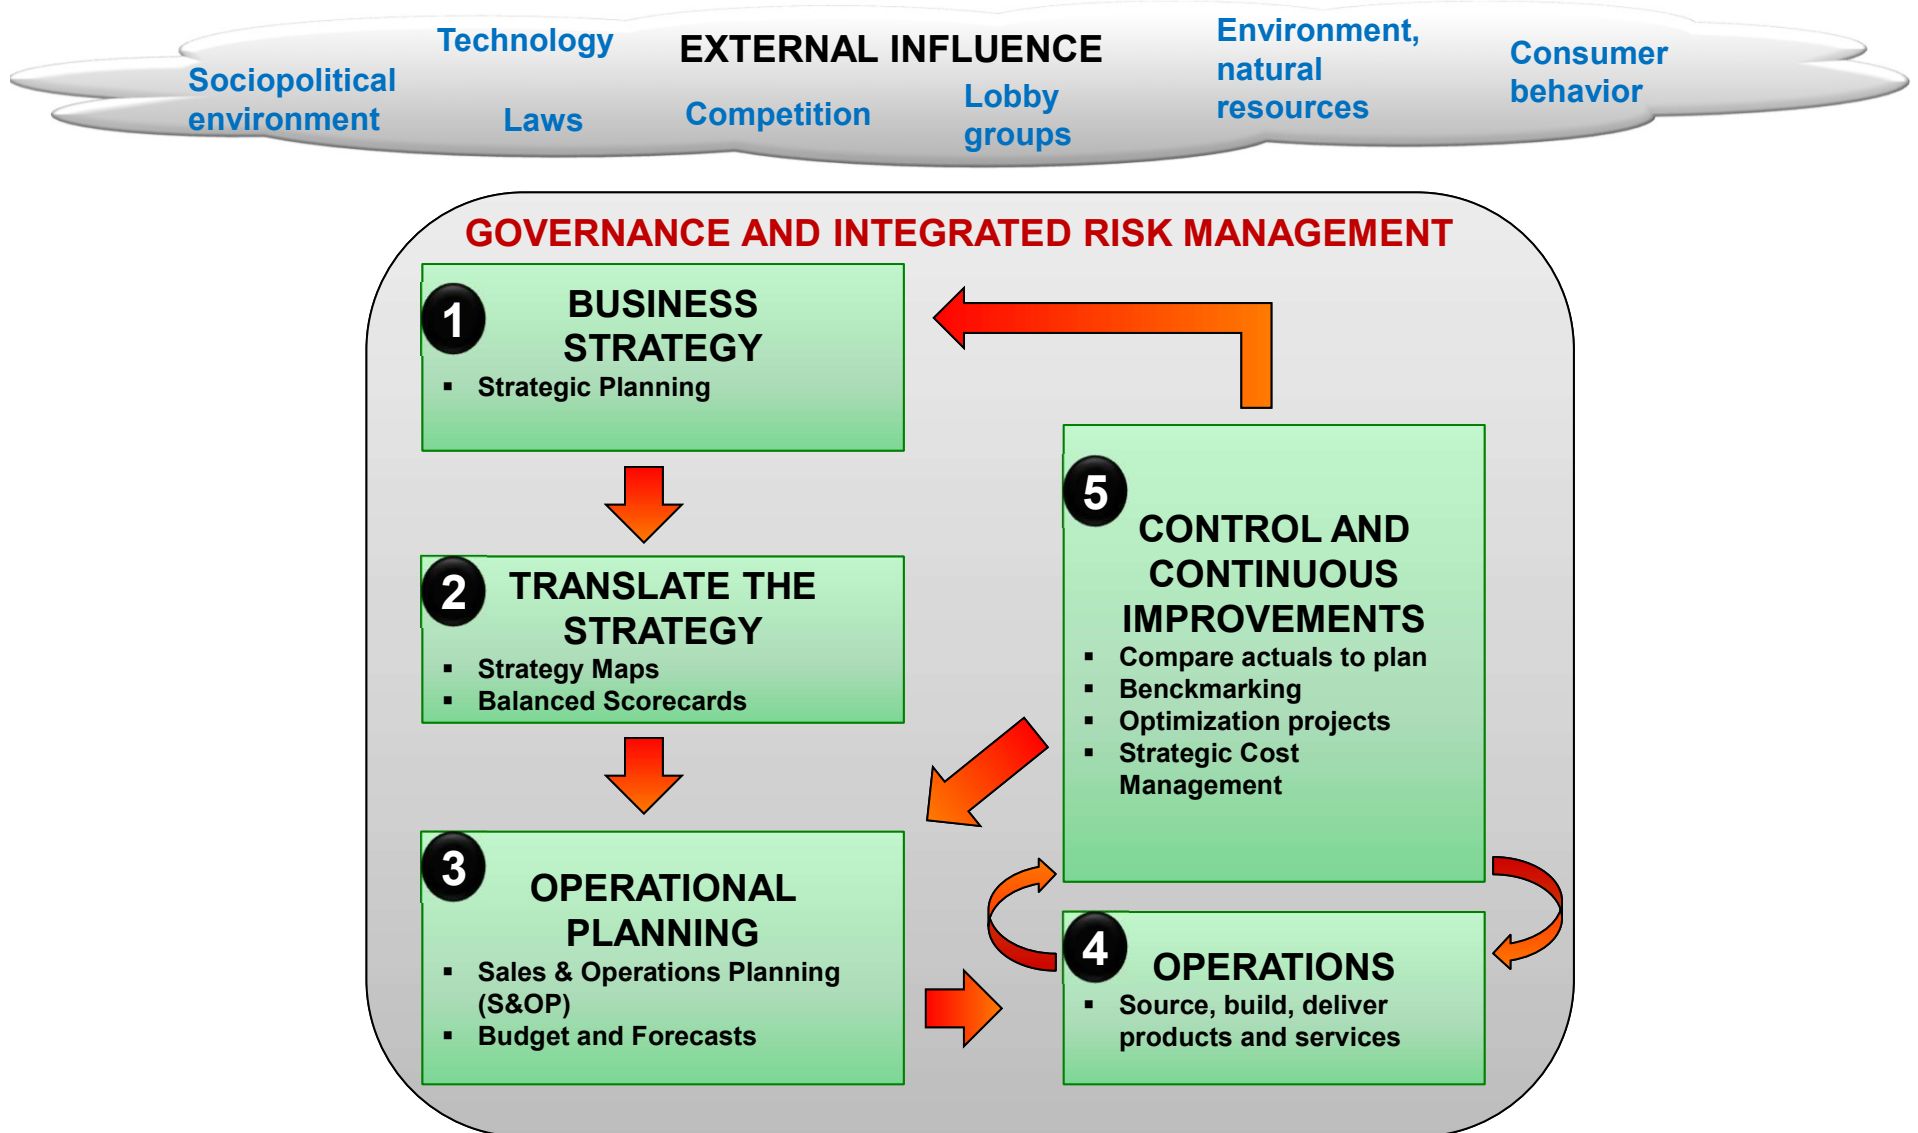 EXTERNAL INFLUENCE
Technology
Sociopolitical
environment
Laws
Competition
Lobby
groups
Environment,
natural
resources
Consumer
behavior
GOVERNANCE AND INTEGRATED RISK MANAGEMENT
1
BUSINESS
STRATEGY
▪ Strategic Planning
2
TRANSLATE THE
STRATEGY
▪ Strategy Maps
▪ Balanced Scorecards
3
OPERATIONAL
PLANNING
▪ Sales & Operations Planning
(S&OP)
▪ Budget and Forecasts
4
OPERATIONS
▪ Source, build, deliver
products and services
5
CONTROL AND
CONTINUOUS
IMPROVEMENTS
▪ Compare actuals to plan
▪ Benckmarking
▪ Optimization projects
▪ Strategic Cost
Management